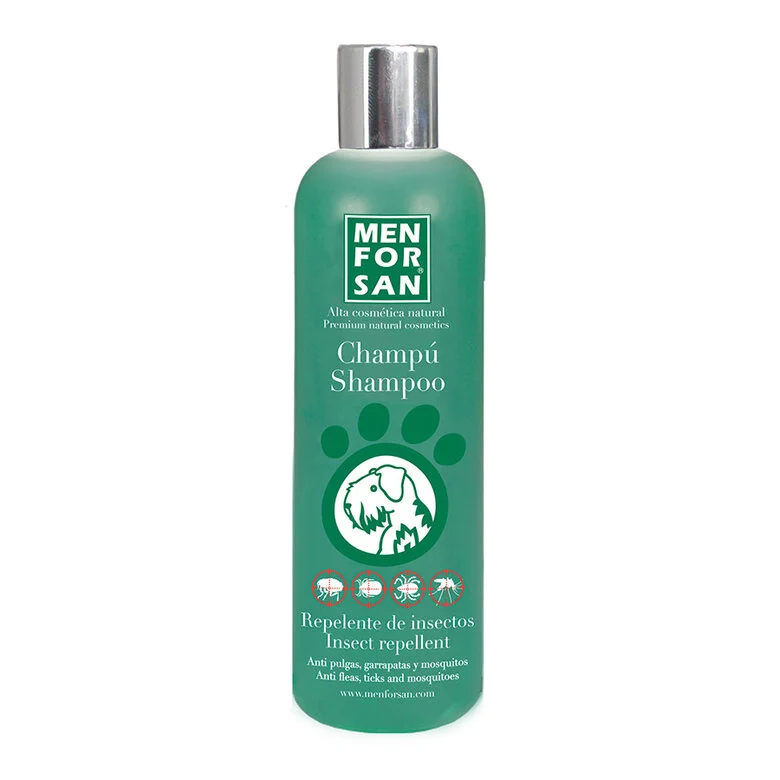 MEN
FOR
SAN®
Alta cosmética natural
Premium natural cosmetics
Champú
Shampoo
Repelente de insectos
Insect repellent
Anti pulgas, garrapatas y mosquitos
Anti fleas, ticks and mosquitoes
www.menforsan.com